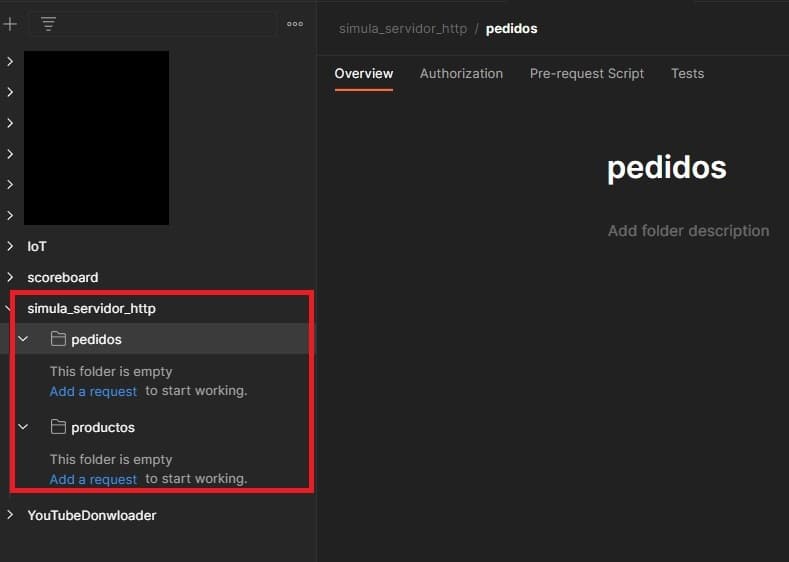 simula_servidor_http / pedidos
Overview Authorization Pre-request Script Tests
pedidos
Add folder description
IoT
scoreboard
simula_servidor_http
pedidos
This folder is empty
Add a request to start working.
productos
This folder is empty
Add a request to start working.
YouTubeDonwloader